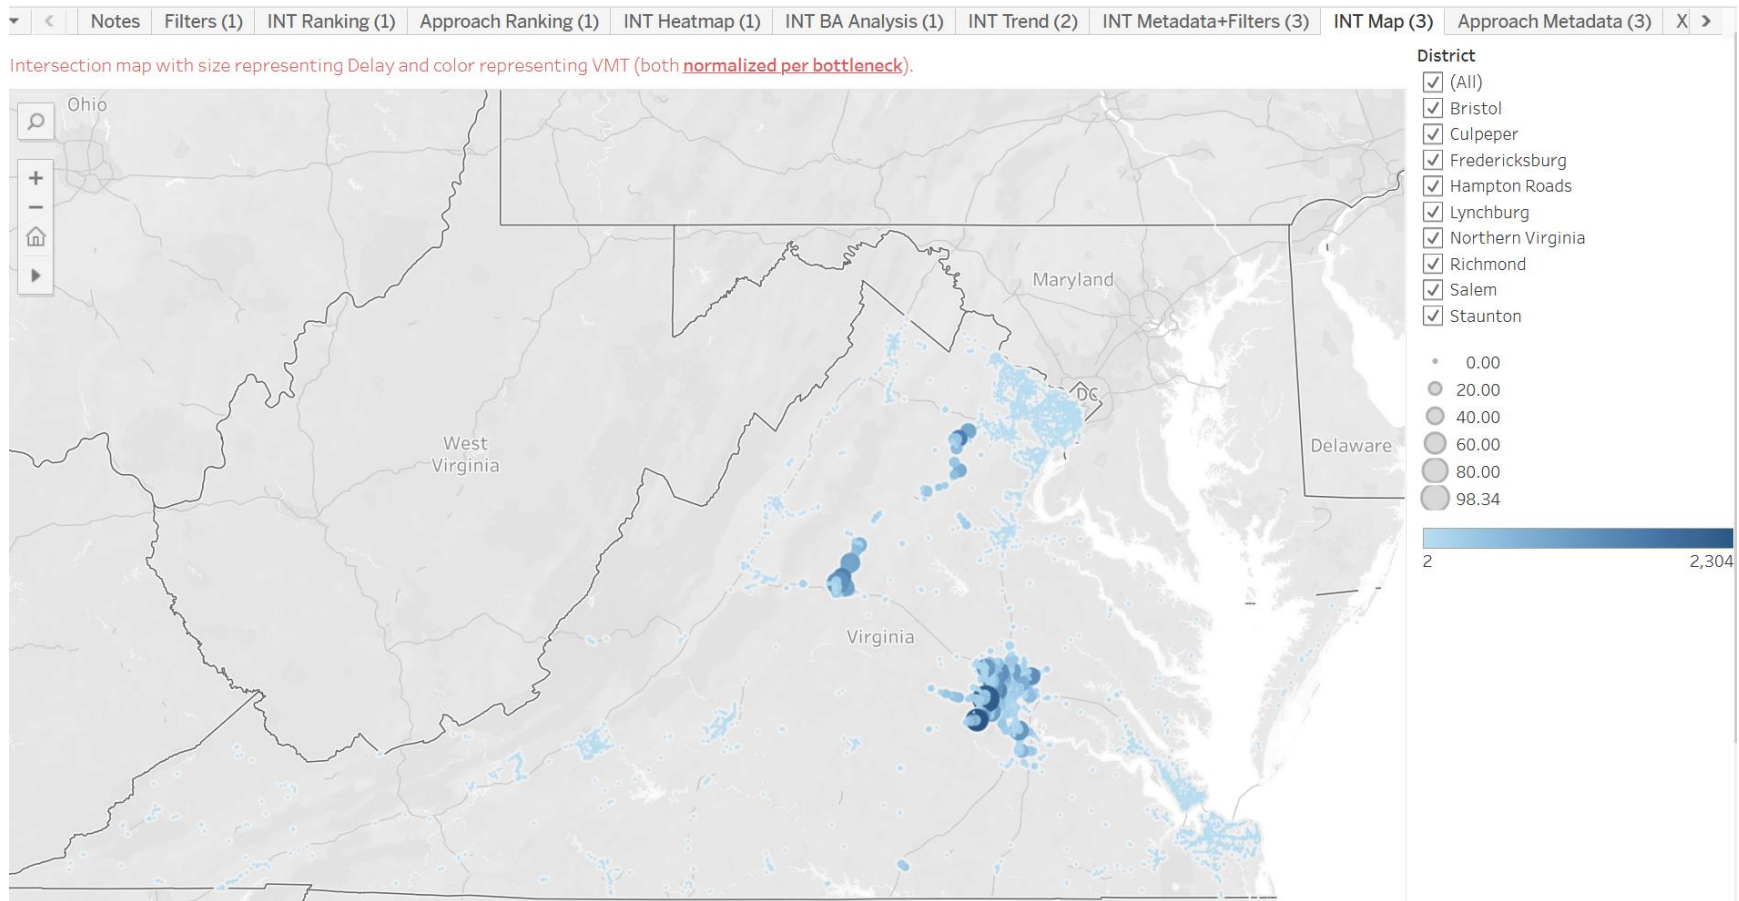 Notes
Filters (1)
INT Ranking (1)
Approach Ranking (1)
INT Heatmap (1)
INT BA Analysis (1)
INT Trend (2)
INT Metadata+Filters (3)
INT Map (3)
Approach Metadata (3)
X
Intersection map with size representing Delay and color representing VMT (both normalized per bottleneck).
Ohio
Maryland
DC
West
Virginia
Delaware
Virginia
District
(All)
Bristol
Culpeper
Fredericksburg
Hampton Roads
Lynchburg
Northern Virginia
Richmond
Salem
Staunton
0.00
20.00
40.00
60.00
80.00
98.34
2 2,304